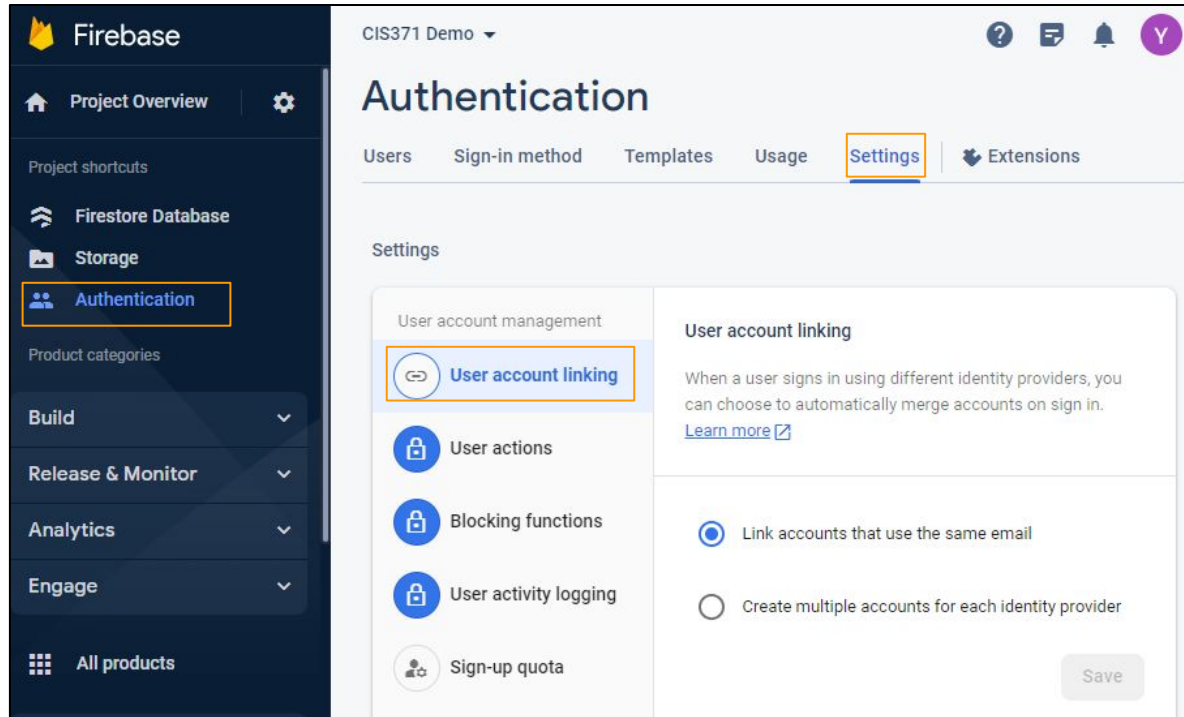 Firebase
Project Overview
Project shortcuts
Firestore Database
Storage
Authentication
Product categories
Build
Release & Monitor
Analytics
Engage
All products
CIS371 Demo
Y
Authentication
Users Sign-in method Templates Usage Settings Extensions
Settings
User account management
User account linking
User actions
Blocking functions
User activity logging
Sign-up quota
User account linking
When a user signs in using different identity providers, you
can choose to automatically merge accounts on sign in.
Learn more
Link accounts that use the same email
Create multiple accounts for each identity provider
Save